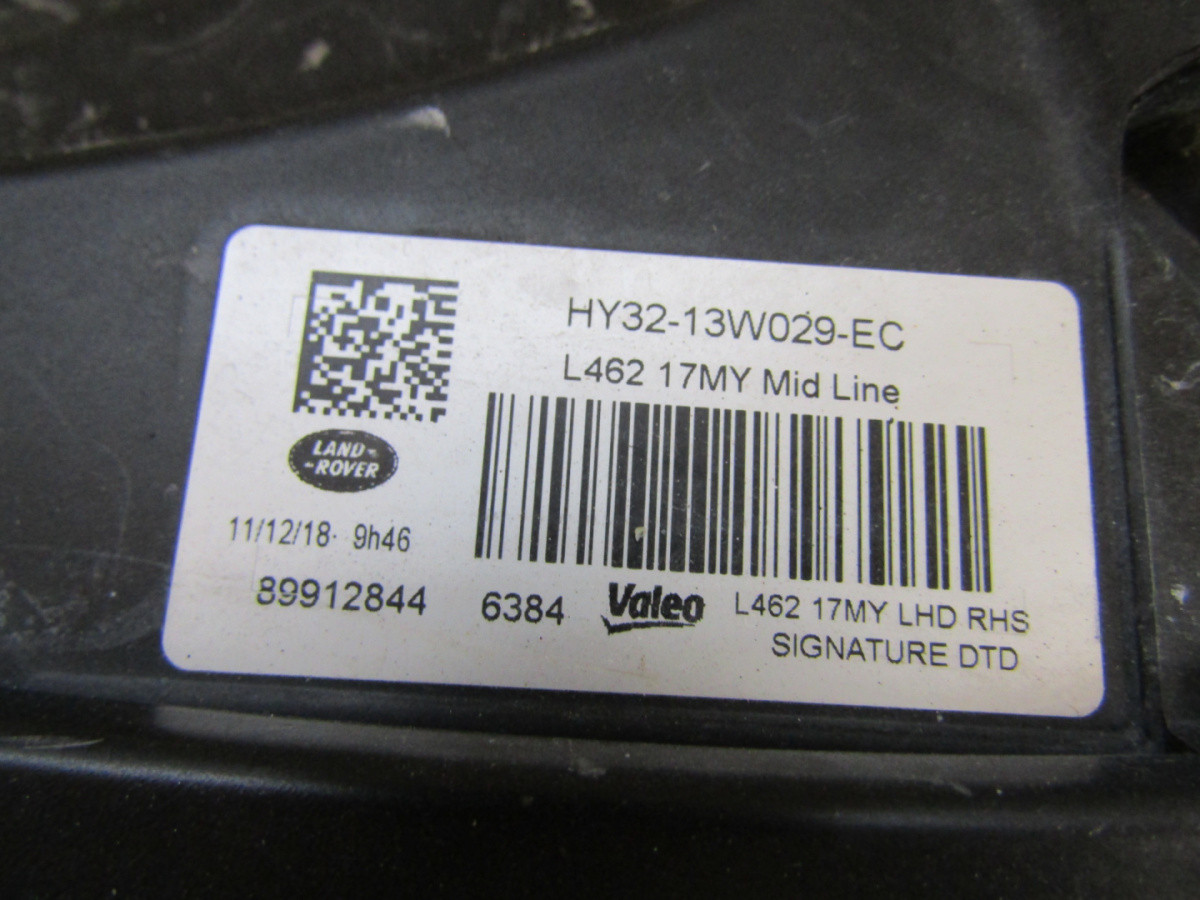 HY32-13W029-EC
L462 17MY Mid Line
LAND-
-ROVER
11/12/18· 9h46
89912844
6384
Valeo
L462 17MY LHD RHS
SIGNATURE DTD